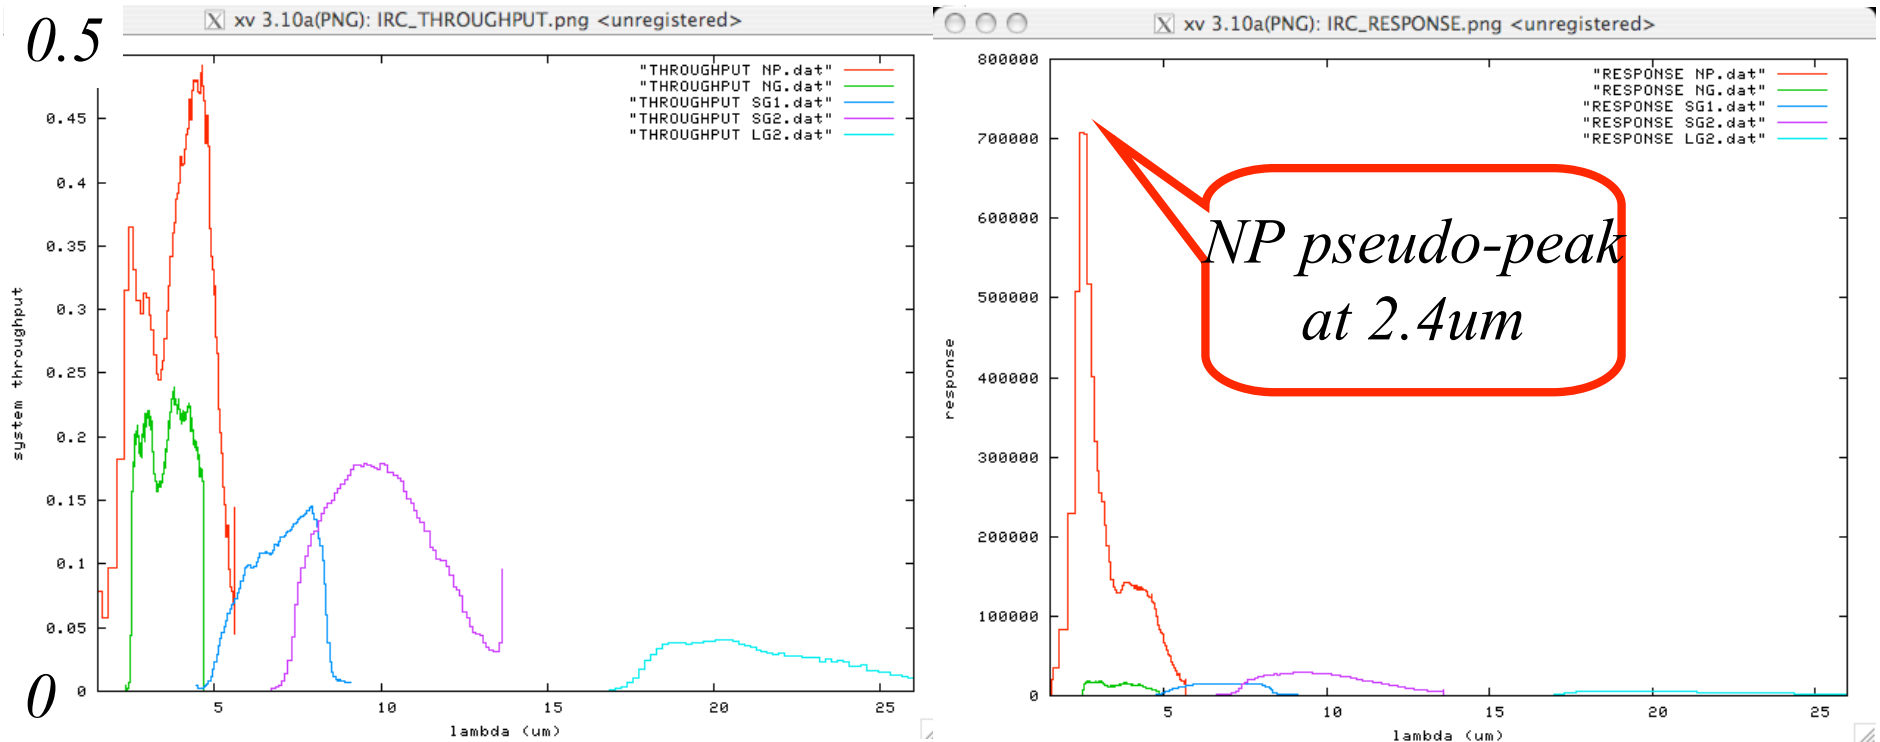 xv 3.10a(PNG): IRC_THROUGHPUT.png <unregistered>
0.5
"THROUGHPUT NP.dat"
"THROUGHPUT NG.dat"
"THROUGHPUT SG1.dat"
"THROUGHPUT SG2.dat"
"THROUGHPUT LG2.dat"
0.45
0.4
0.35
0.3
0.25
0.2
0.15
0.1
0.05
0
0
system throughput
5
10
15
20
25
lambda (um)
xv 3.10a(PNG): IRC_RESPONSE.png <unregistered>
"RESPONSE NP.dat"
"RESPONSE NG.dat"
"RESPONSE SG1.dat"
"RESPONSE SG2.dat"
"RESPONSE LG2.dat"
800000
700000
600000
500000
400000
300000
200000
100000
0
response
NP pseudo-peak
at 2.4um
5
10
15
20
25
lambda (um)